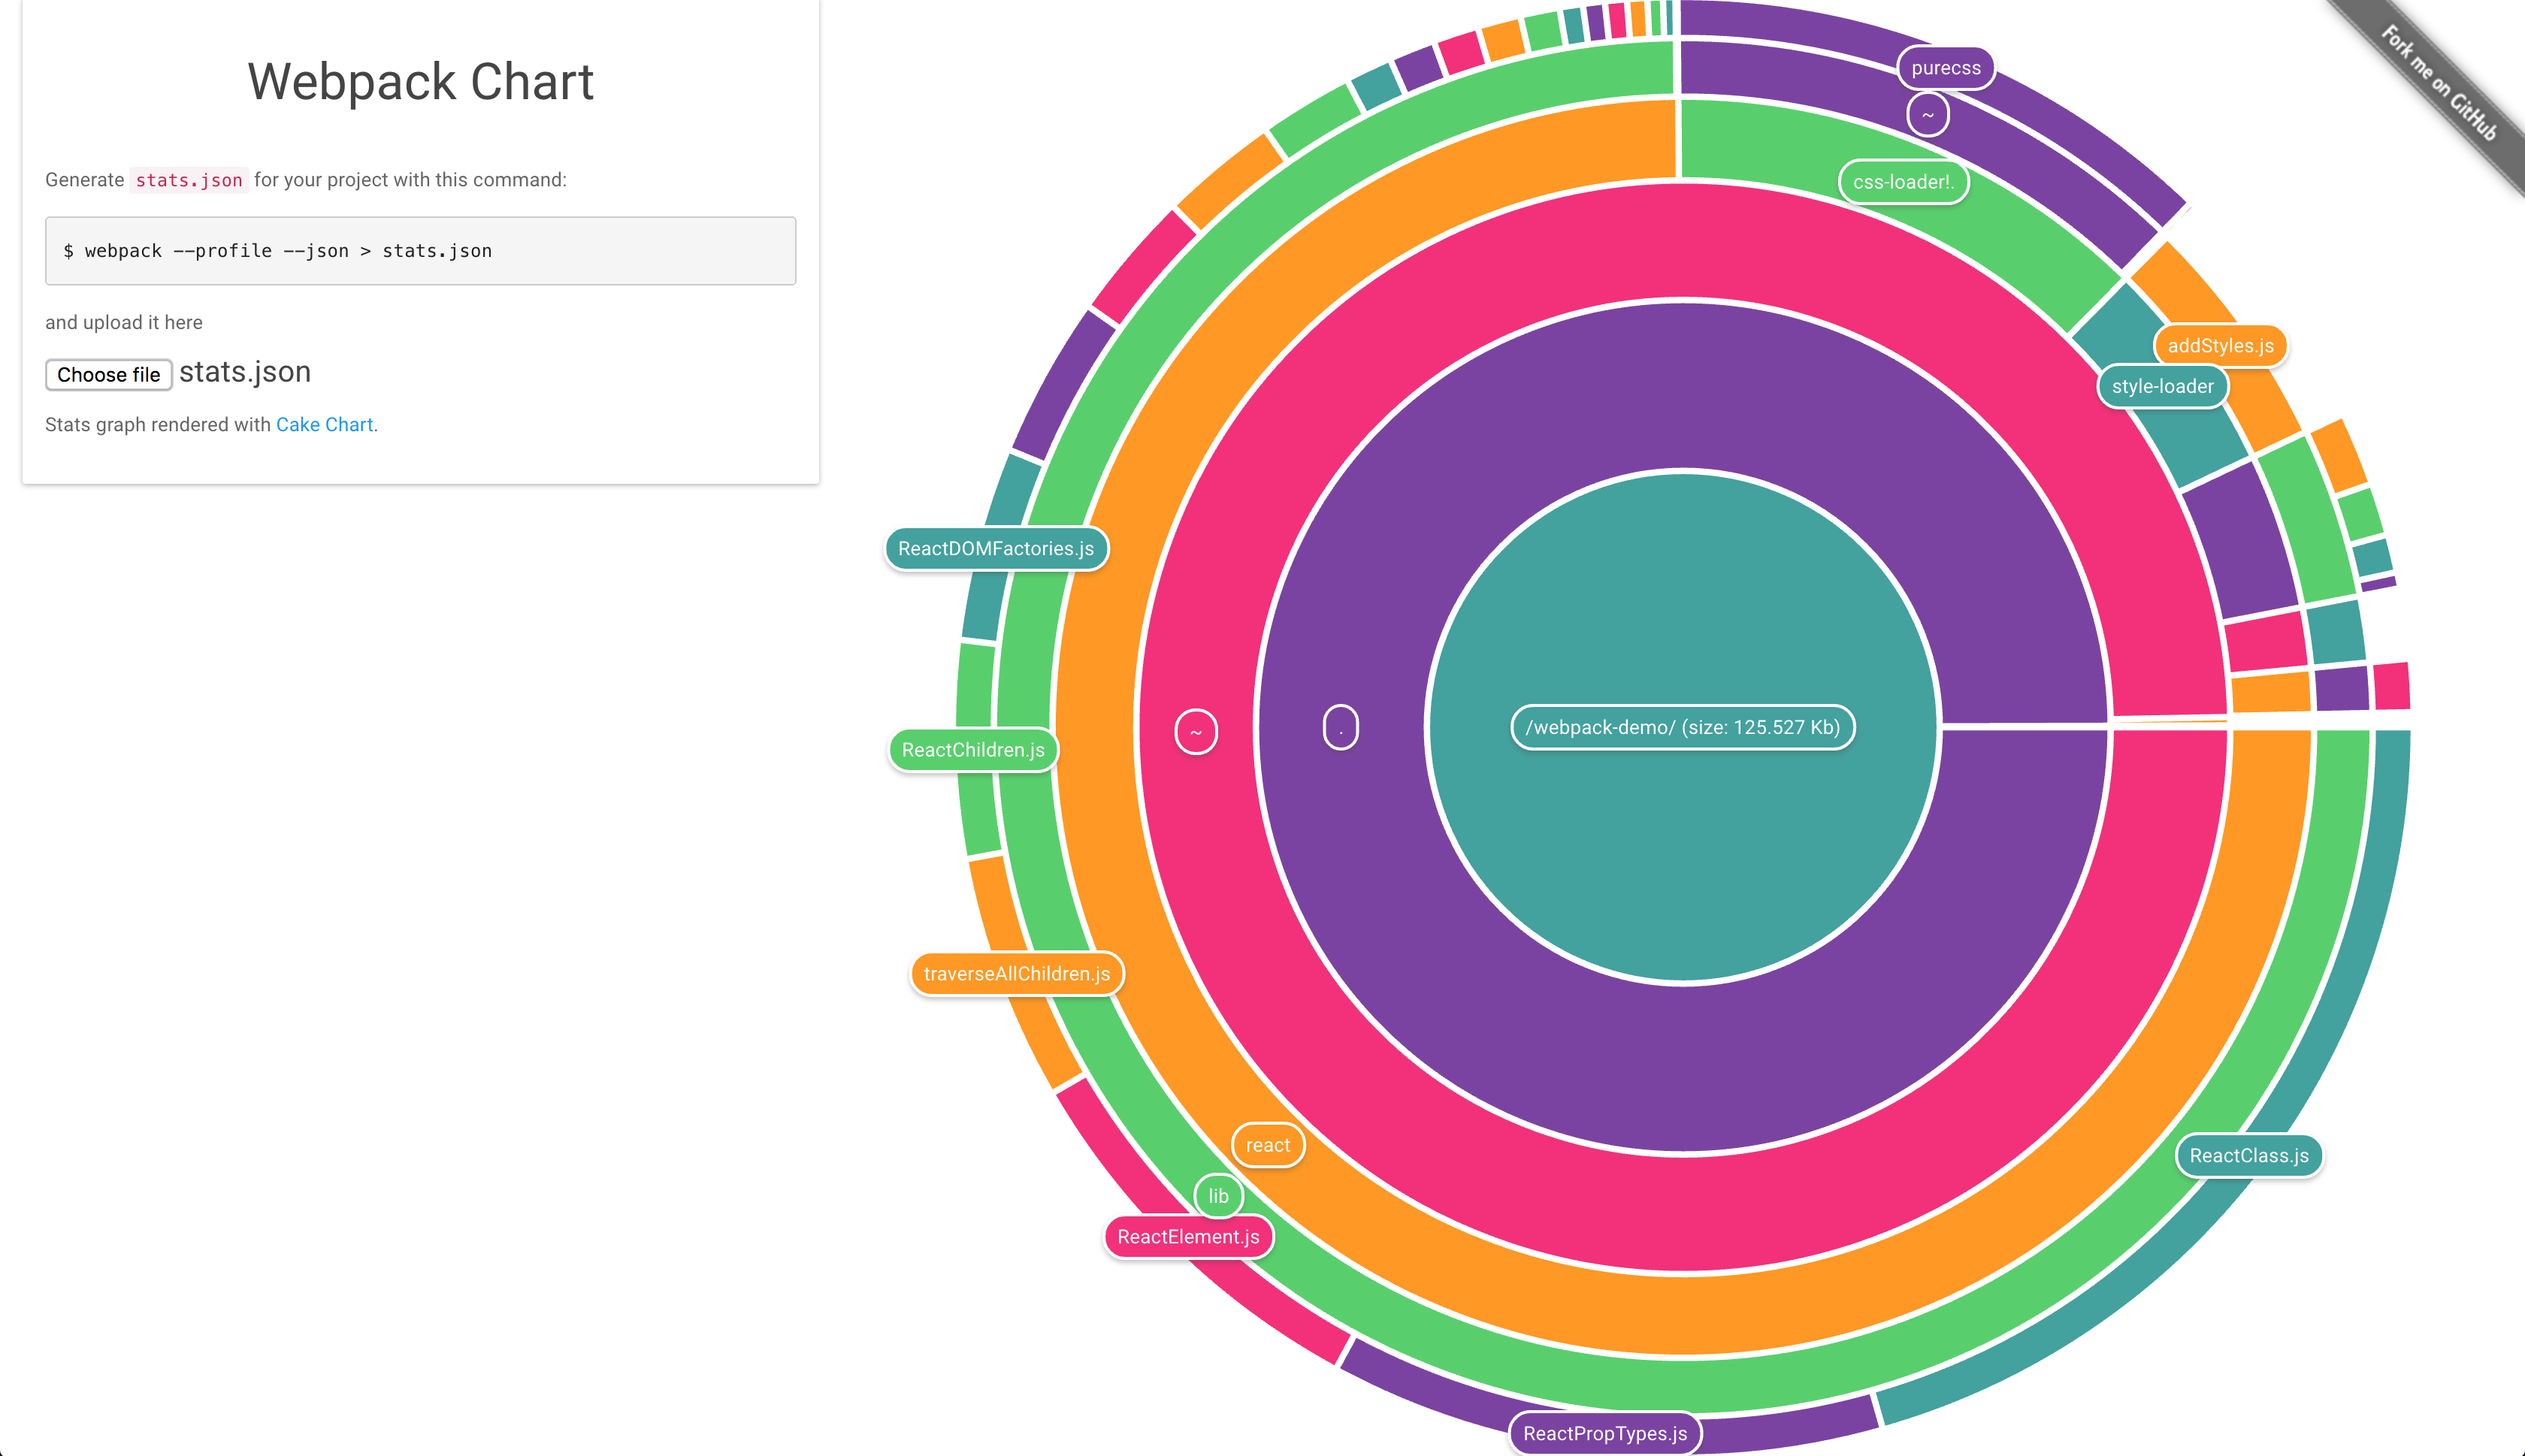 Webpack Chart
Generate stats.json for your project with this command:
$ webpack --profile --json > stats.json
and upload it here
Choose file stats.json
Stats graph rendered with Cake Chart.
Fork me on GitHub
purecss
~
css-loader!.
addStyles.js
style-loader
ReactDOMFactories.js
~
.
/webpack-demo/ (size: 125.527 Kb)
ReactChildren.js
traverseAllChildren.js
react
ReactClass.js
lib
ReactElement.js
ReactPropTypes.js